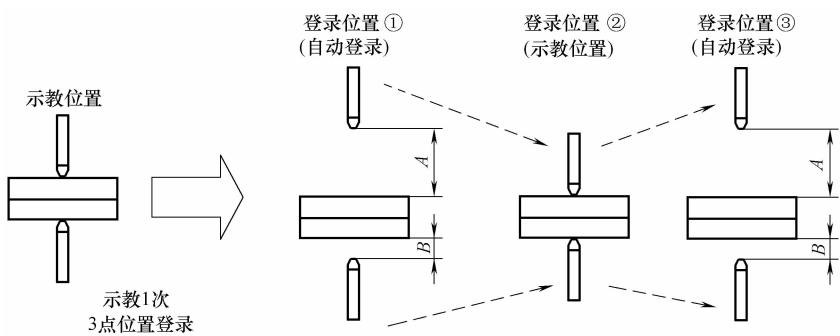 登录位置①
(自动登录)
登录位置②
(示教位置)
登录位置③
(自动登录)
示教位置
A
B
A
B
示教1次
3点位置登录